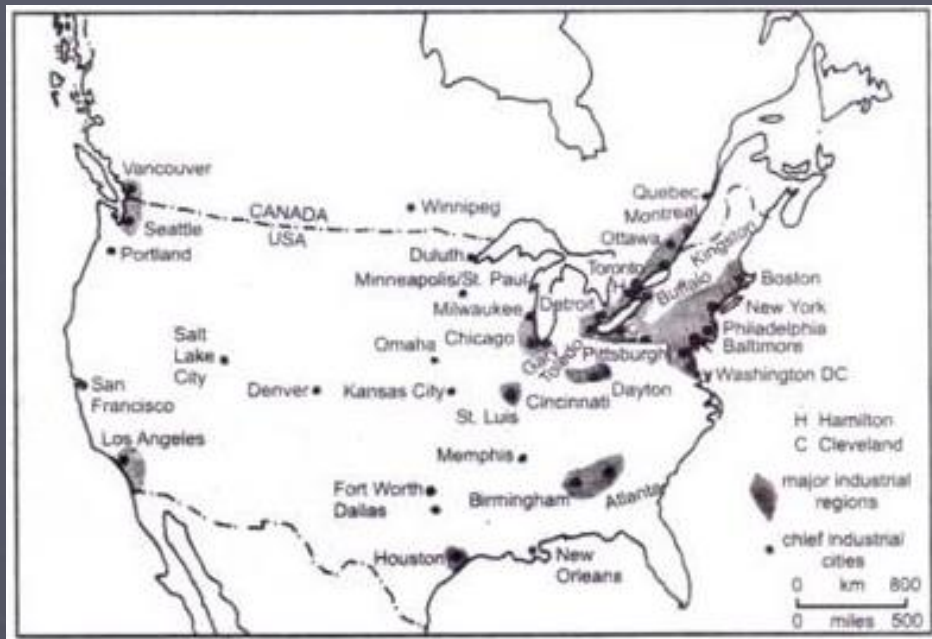 Vancouver
Seattle
Portland
CANADA
USA
Winnipeg
Duluth
Minneapolis/St. Paul
Milwaukee
Chicago
Gary
Toledo
Detroit
Quebec
Montreal
Ottawa
Kingston
Toronto
H
Buffalo
Boston
New York
Philadelphia
Baltimore
Pittsburgh
Washington DC
Salt
Lake
City
Omaha
Denver
Kansas City
St. Luis
Cincinnati
Dayton
San
Francisco
Los Angeles
Memphis
Birmingham
Atlanta
Fort Worth
Dallas
Houston
New
Orleans
H Hamilton
C Cleveland
major industrial
regions
chief industrial
cities
0 km 800
0 miles 500